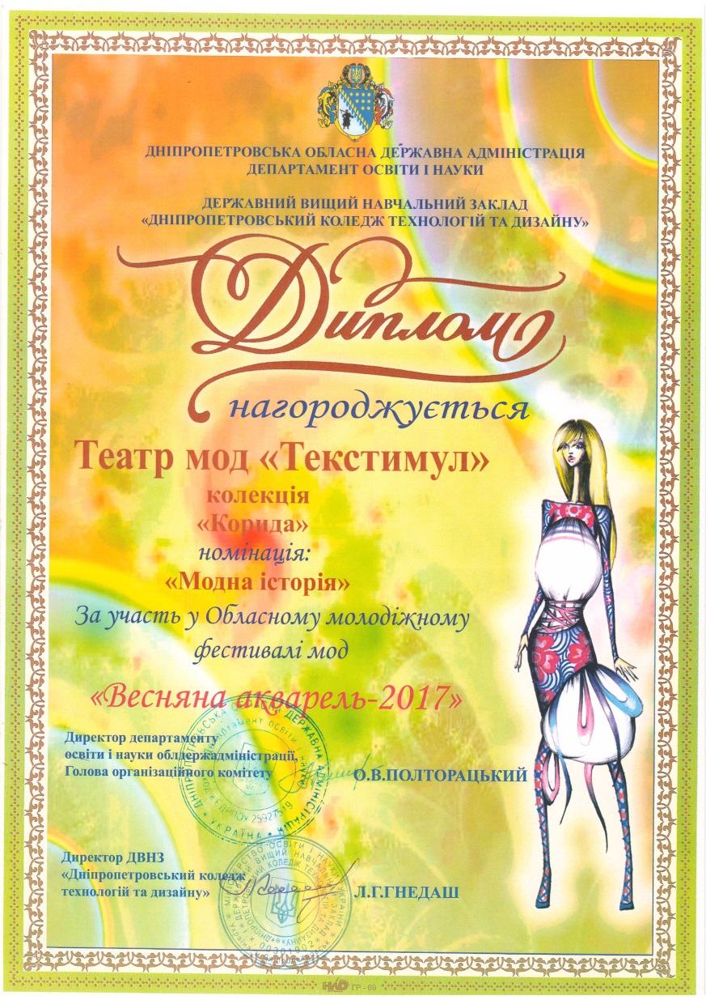 ДНІПРОПЕТРОВСЬКА ОБЛАСНА ДЕРЖАВНА АДМІНІСТРАЦІЯ
ДЕПАРТАМЕНТ ОСВІТИ І НАУКИ
ДЕРЖАВНИЙ ВИЩИЙ НАВЧАЛЬНИЙ ЗАКЛАД
«ДНІПРОПЕТРОВСЬКИЙ КОЛЕДЖ ТЕХНОЛОГІЙ ТА ДИЗАЙНУ»
Диплом
нагороджується
Театр мод «Текстимул»
колекція
«Корида»
номінація:
«Модна історія»
За участь у Обласному молодіжному
фестивалі мод
«Весняна акварель-2017»
Директор департаменту
освіти і науки облдержадміністрації,
Голова організаційного комітету О.В.ПОЛТОРАЦЬКИЙ
Директор ДВНЗ
«Дніпропетровський коледж
технологій та дизайну» Л.Г.ГНЕДАШ
ГР - 69